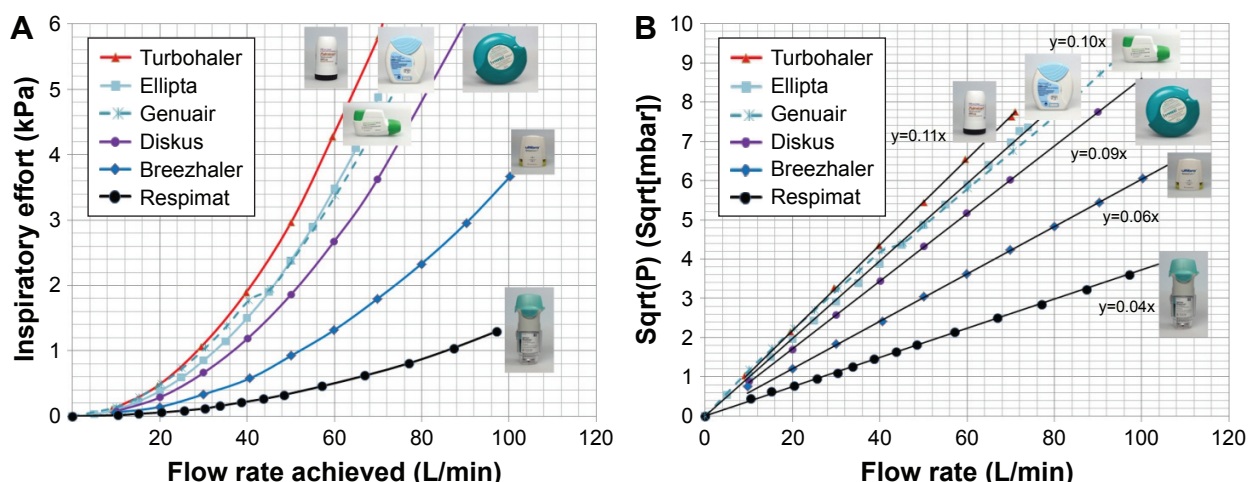 A
Inspiratory effort (kPa)
6
5
4
3
2
1
0
20
40
60
80
100
120
Flow rate achieved (L/min)
Turbohaler
Ellipta
Genuair
Diskus
Breezhaler
Respimat
B
Sqrt(P) (Sqrt[mbar])
10
9
8
7
6
5
4
3
2
1
0
0
20
40
60
80
100
120
Flow rate (L/min)
Turbohaler
Ellipta
Genuair
Diskus
Breezhaler
Respimat
y=0.10x
y=0.11x
y=0.09x
y=0.06x
y=0.04x